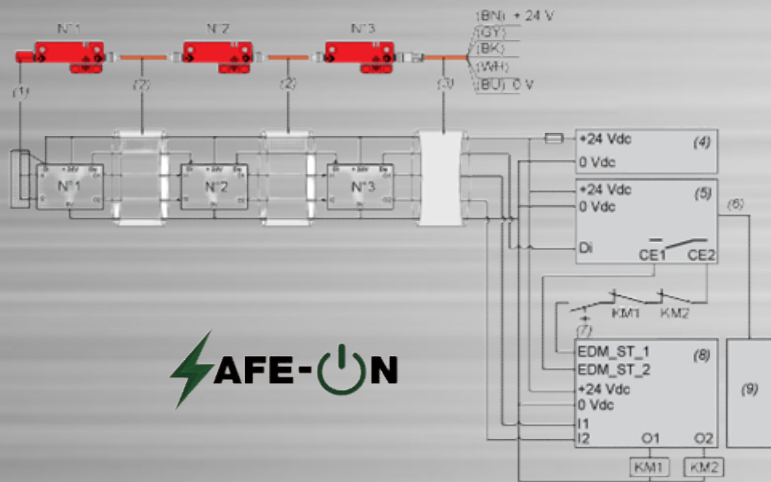 (BN) + 24 V
(GY)
(BK)
(WH)
(BU) 0 V
N°1
N°2
N°3
(1)
(2)
(2)
(3)
N°1
N°2
N°3
+24 Vdc
(4)
0 Vdc
+24 Vdc
(5)
0 Vdc
(6)
Di
CE1
CE2
KM1
KM2
(7)
EDM_ST_1
(8)
EDM_ST_2
+24 Vdc
(9)
0 Vdc
I1
I2
O1
O2
KM1
KM2
SAFE-ON